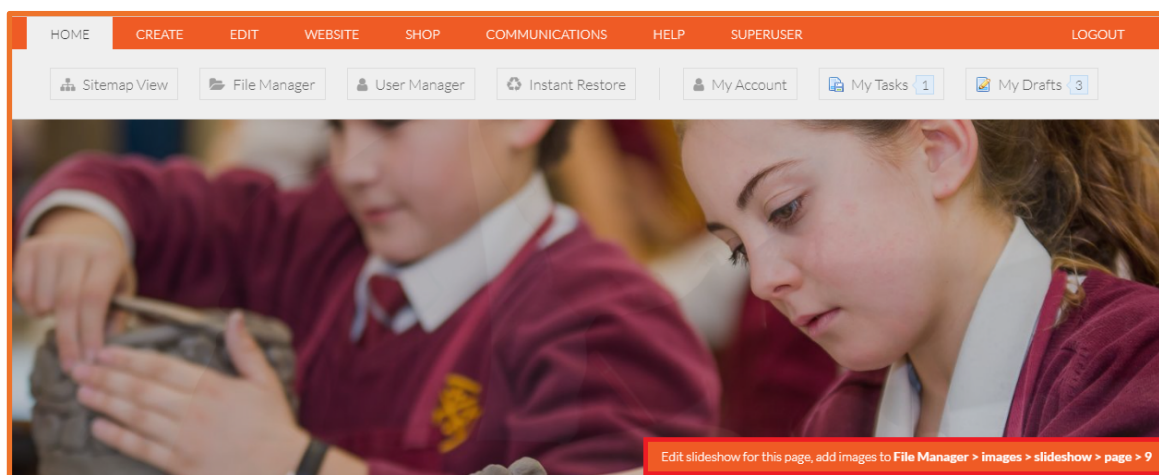 HOME CREATE EDIT WEBSITE SHOP COMMUNICATIONS HELP SUPERUSER LOGOUT
Sitemap View File Manager User Manager Instant Restore My Account My Tasks 1 My Drafts 3
Edit slideshow for this page, add images to File Manager > images > slideshow > page > 9